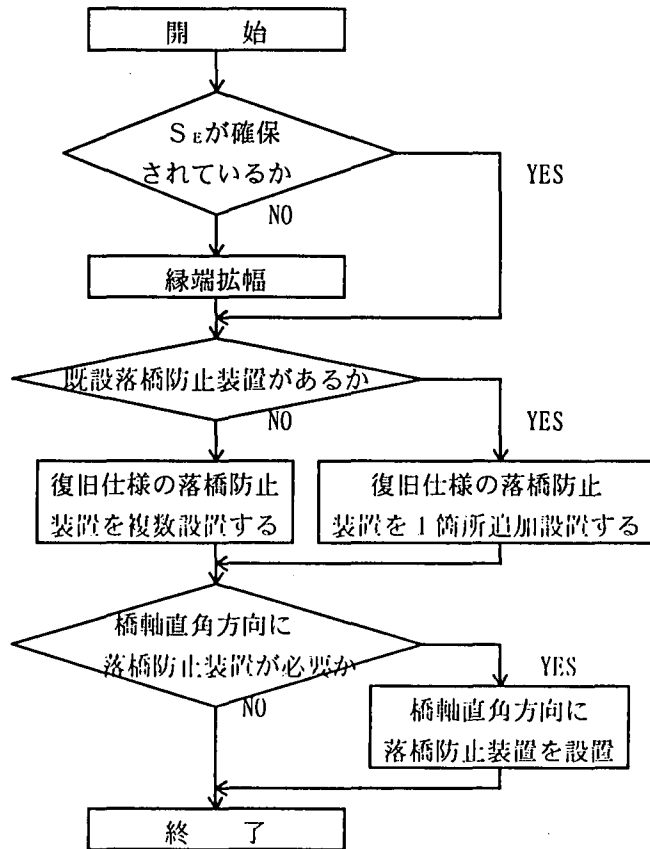 開 始
SEが確保
されているか
YES
NO
縁端拡幅
既設落橋防止装置があるか
NO
YES
復旧仕様の落橋防止
装置を複数設置する
復旧仕様の落橋防止
装置を1箇所追加設置する
橋軸直角方向に
落橋防止装置が必要か
YES
NO
橋軸直角方向に
落橋防止装置を設置
終 了